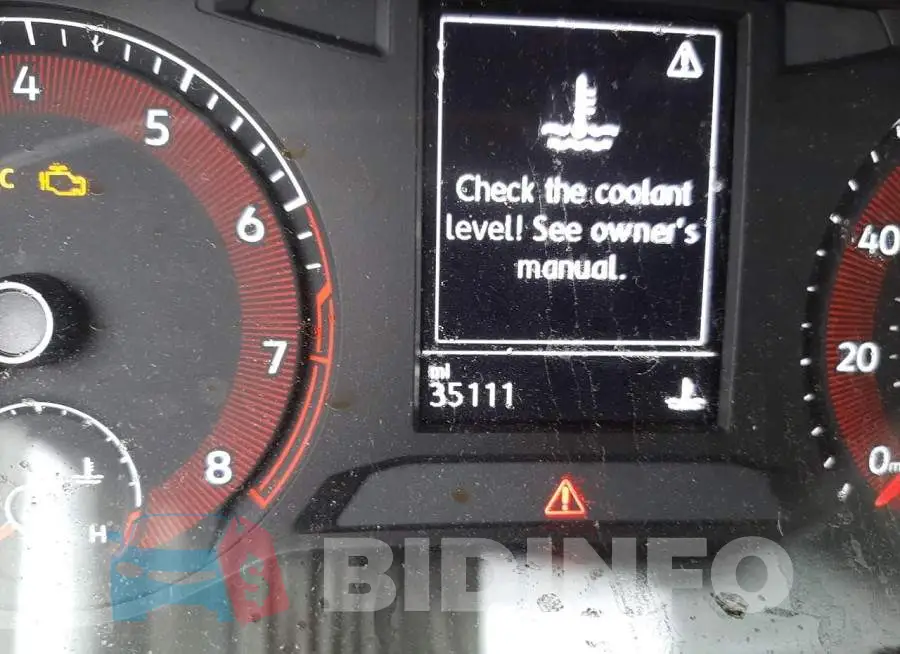 4
5
6
7
8
C
H
Check the coolant
level! See owner's
manual.
mi
35111
40
20
0
BIDINFO